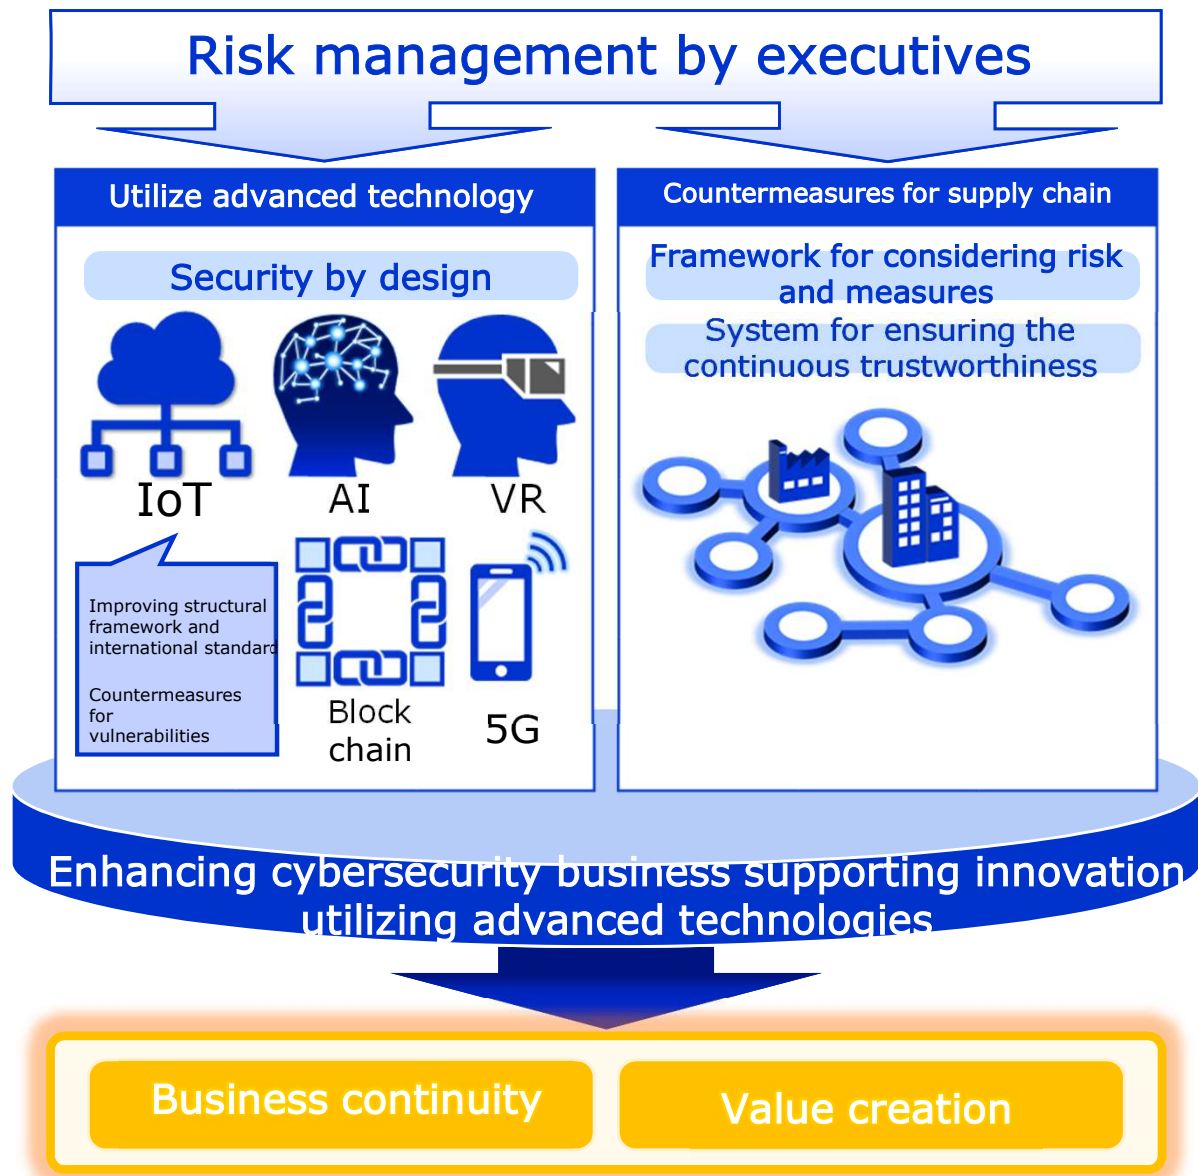 Risk management by executives
Utilize advanced technology
Security by design
IoT
AI
VR
Improving structural
framework and
international standard
Countermeasures
for
vulnerabilities
Block
chain
5G
Countermeasures for supply chain
Framework for considering risk
and measures
System for ensuring the
continuous trustworthiness
Enhancing cybersecurity business supporting innovation
utilizing advanced technologies
Business continuity
Value creation